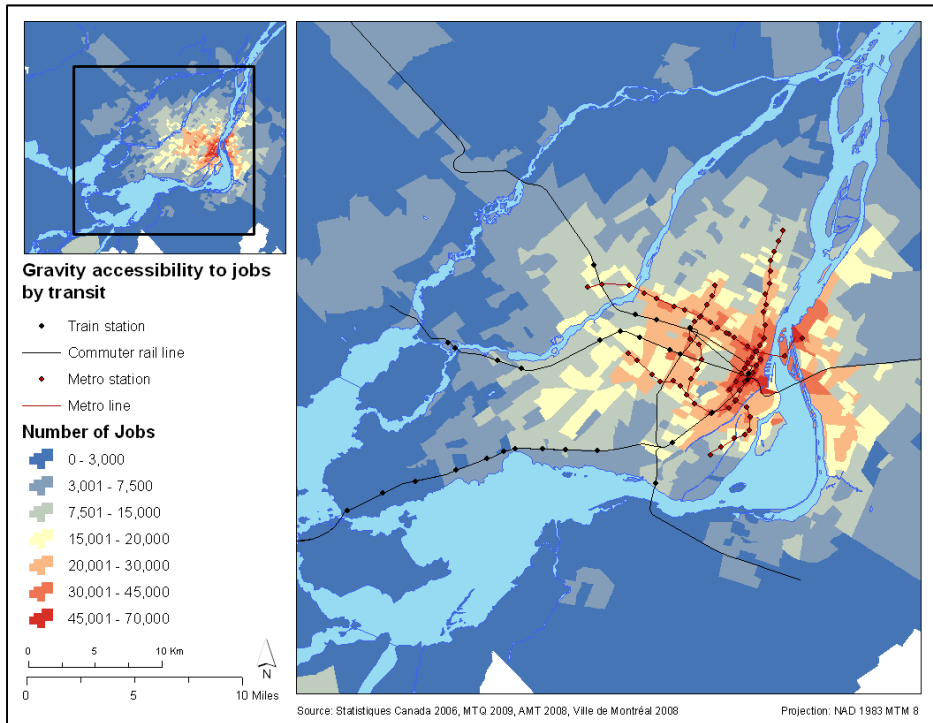 Gravity accessibility to jobs
by transit
Train station
Commuter rail line
Metro station
Metro line
Number of Jobs
0 - 3,000
3,001 - 7,500
7,501 - 15,000
15,001 - 20,000
20,001 - 30,000
30,001 - 45,000
45,001 - 70,000
0 5 10 Km
0 5 10 Miles
N
Source: Statistiques Canada 2006, MTQ 2009, AMT 2008, Ville de Montréal 2008 Projection: NAD 1983 MTM 8